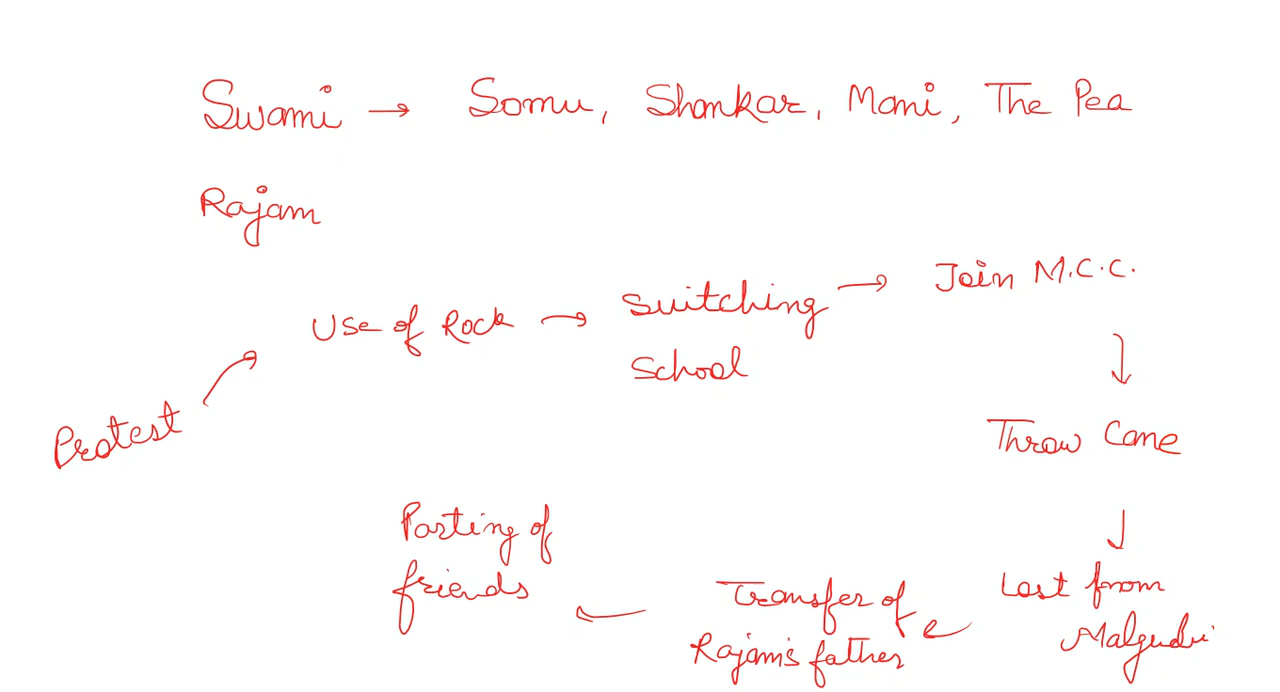 Swami → Somu, Shankar, Mani, The Pea
Rajam
Protest → Use of Rock → Switching School → Join M.C.C.
↓
Throw Cane
↓
Lost from Malgudi
← Transfer of Rajam's father
← Parting of friends